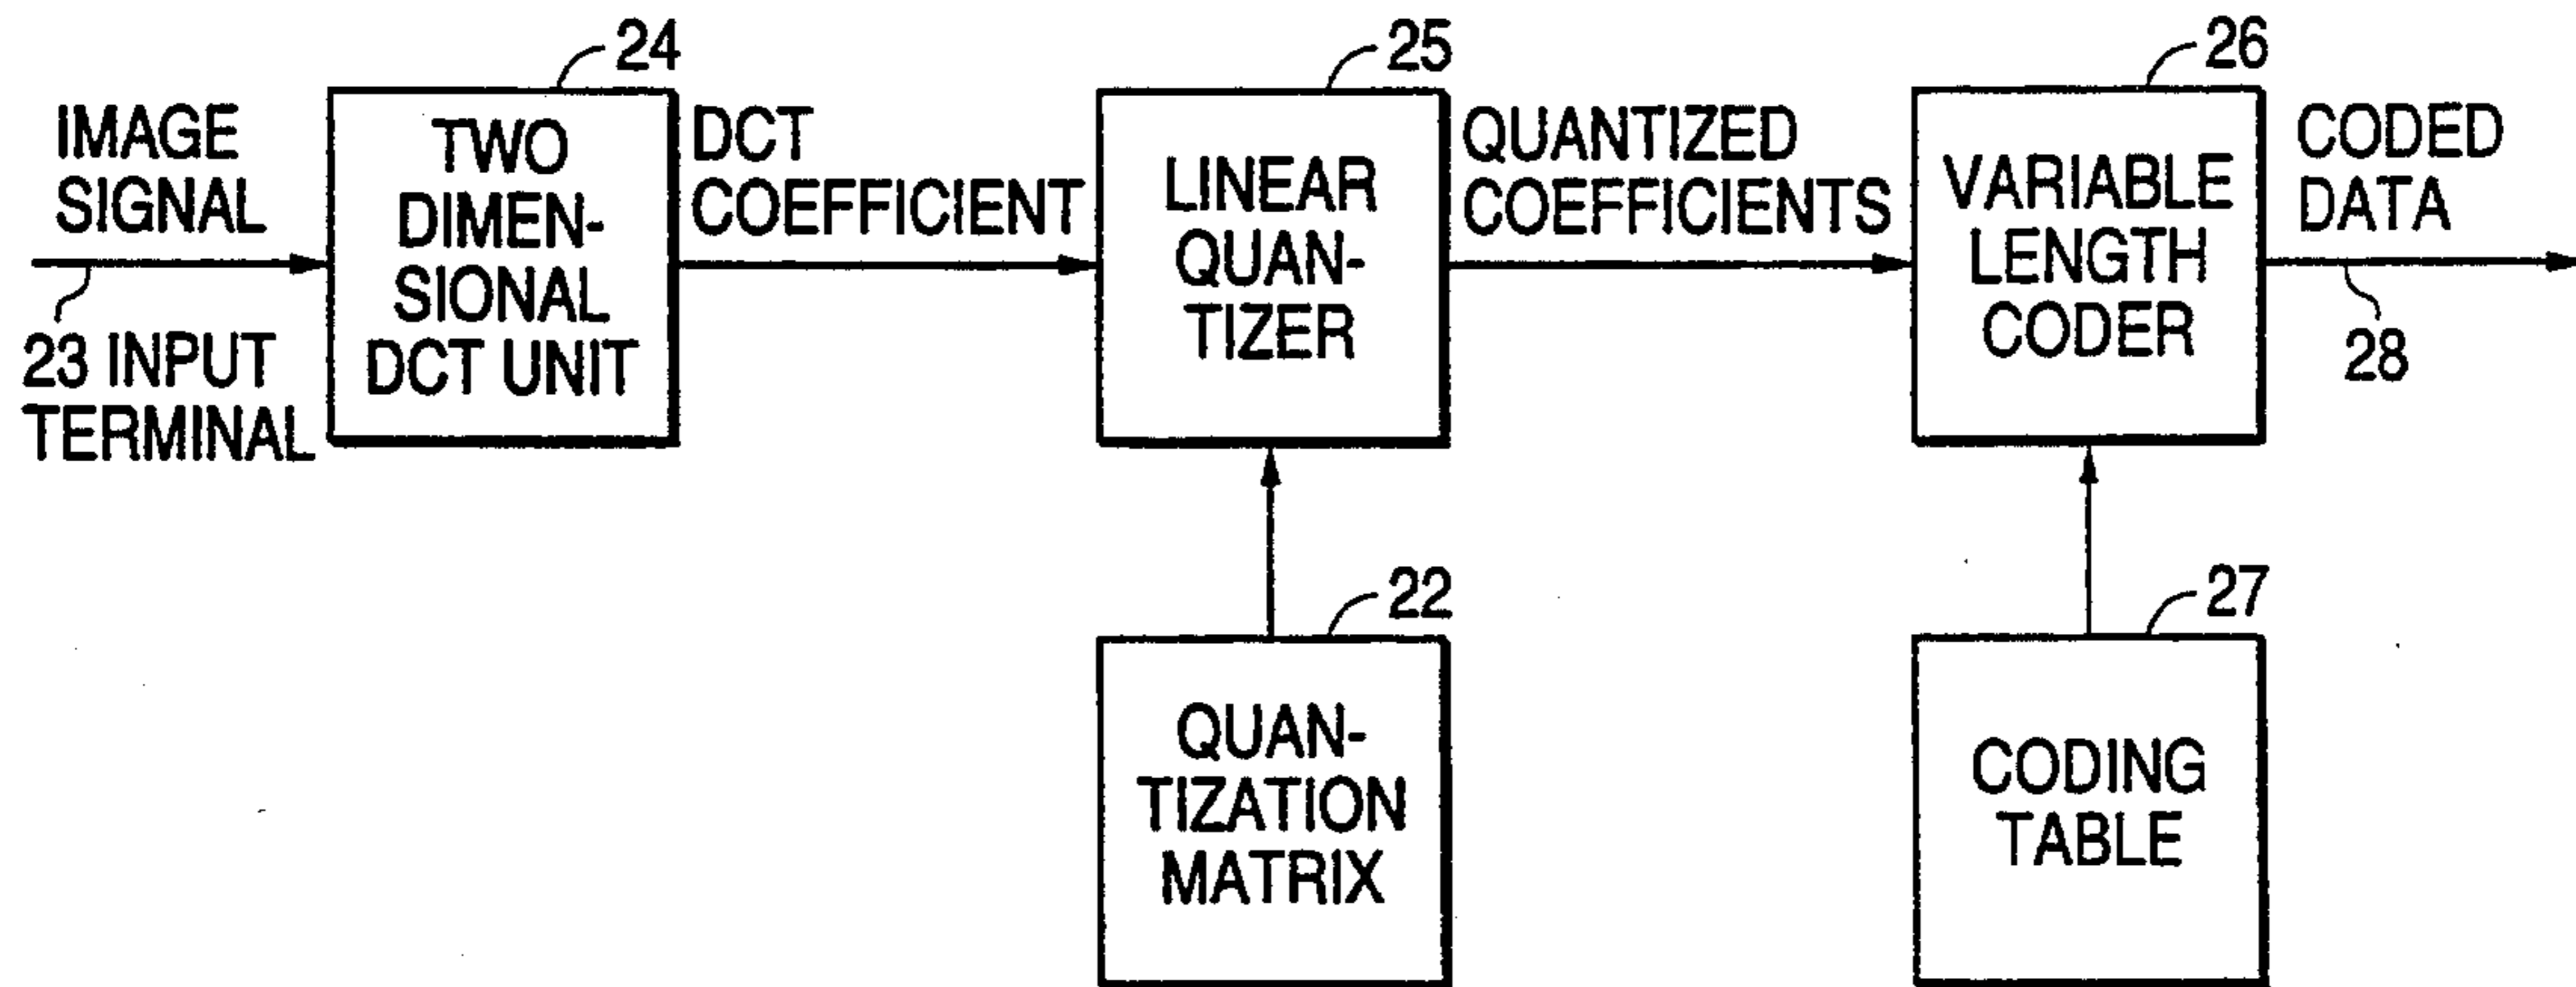 IMAGE
SIGNAL
23 INPUT
TERMINAL
24
TWO
DIMEN-
SIONAL
DCT UNIT
DCT
COEFFICIENT
25
LINEAR
QUAN-
TIZER
QUANTIZED
COEFFICIENTS
26
VARIABLE
LENGTH
CODER
CODED
DATA
28
22
QUAN-
TIZATION
MATRIX
27
CODING
TABLE